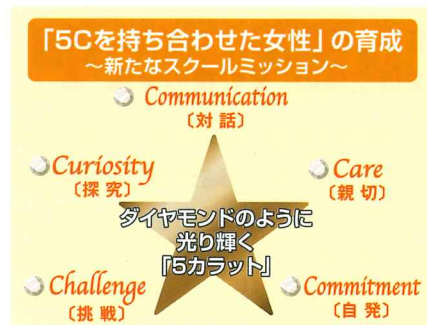 「5Cを持ち合わせた女性」の育成
～新たなスクールミッション～
Communication
〔対 話〕
Curiosity
〔探 究〕
Care
〔親 切〕
ダイヤモンドのように
光り輝く
「5カラット」
Challenge
〔挑 戦〕
Commitment
〔自 発〕